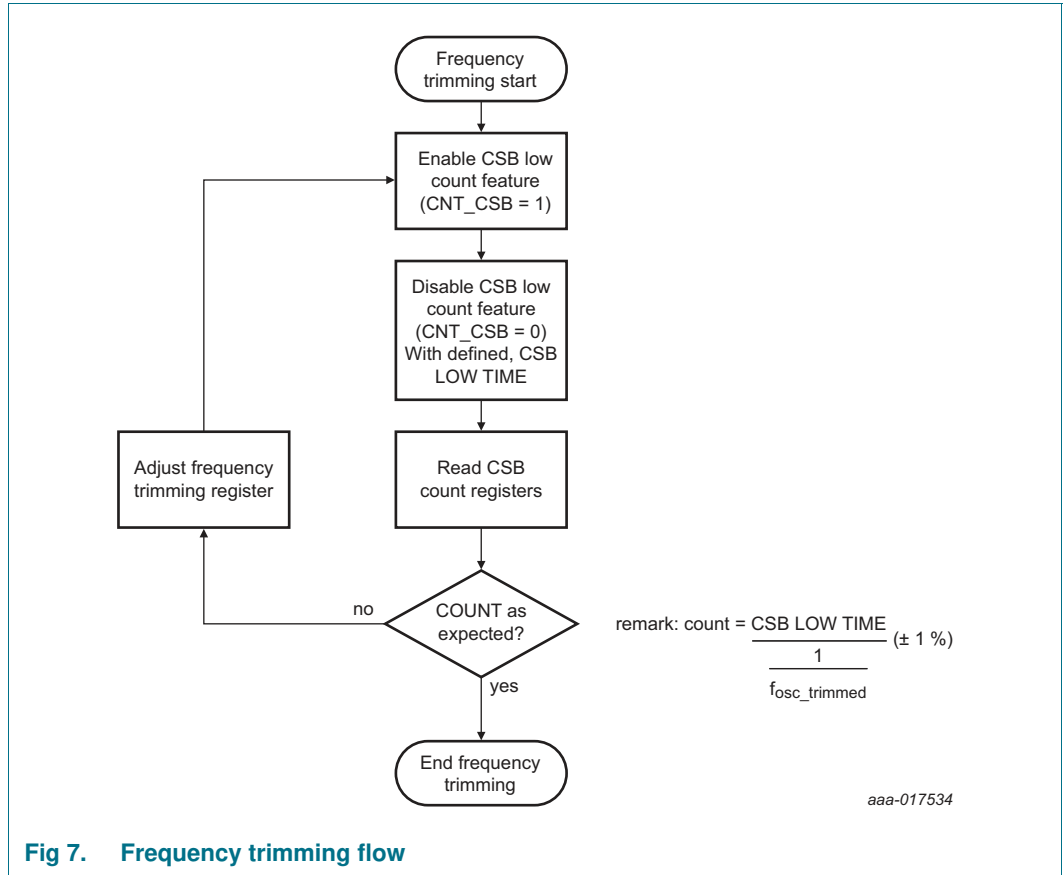 Frequency
trimming start
Enable CSB low
count feature
(CNT_CSB = 1)
Disable CSB low
count feature
(CNT_CSB = 0)
With defined, CSB
LOW TIME
Adjust frequency
trimming register
Read CSB
count registers
no
COUNT as
expected?
remark: count = CSB LOW TIME (± 1 %)
1
fosc_trimmed
yes
End frequency
trimming
aaa-017534
Fig 7. Frequency trimming flow